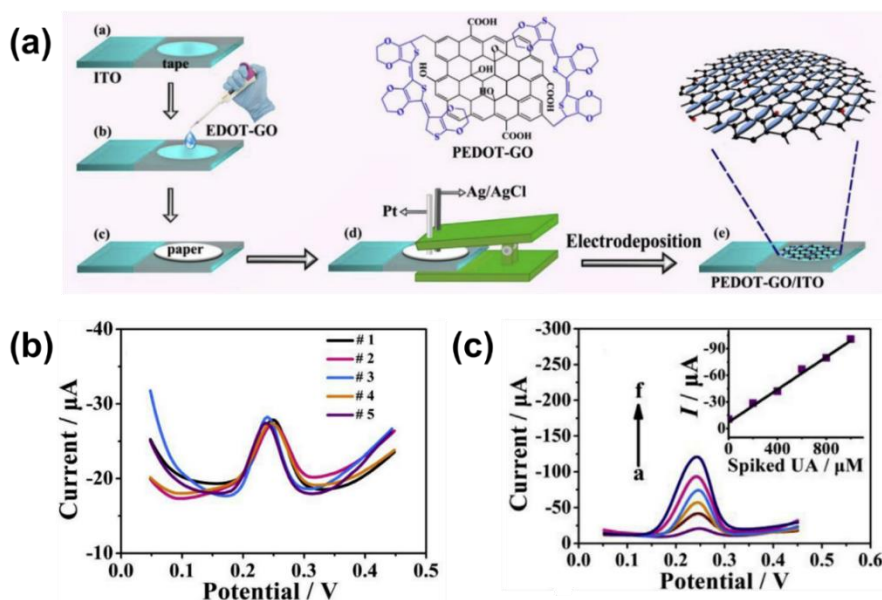 (a)
(a)
ITO
tape
(b)
EDOT-GO
(c)
paper
COOH
O
O
O
O
S
S
O
HO
OH
HO
COOH
COOH
PEDOT-GO
(d)
Pt
Ag/AgCl
Electrodeposition
(e)
PEDOT-GO/ITO
(b)
Current / μA
-40
-30
-20
-10
0.0 0.1 0.2 0.3 0.4 0.5
Potential / V
# 1
# 2
# 3
# 4
# 5
(c)
Current / μA
-300
-250
-200
-150
-100
-50
0
0.0 0.1 0.2 0.3 0.4 0.5 0.6
Potential / V
f
a
I / μA
-90
-60
-30
0
0 400 800
Spiked UA / μM